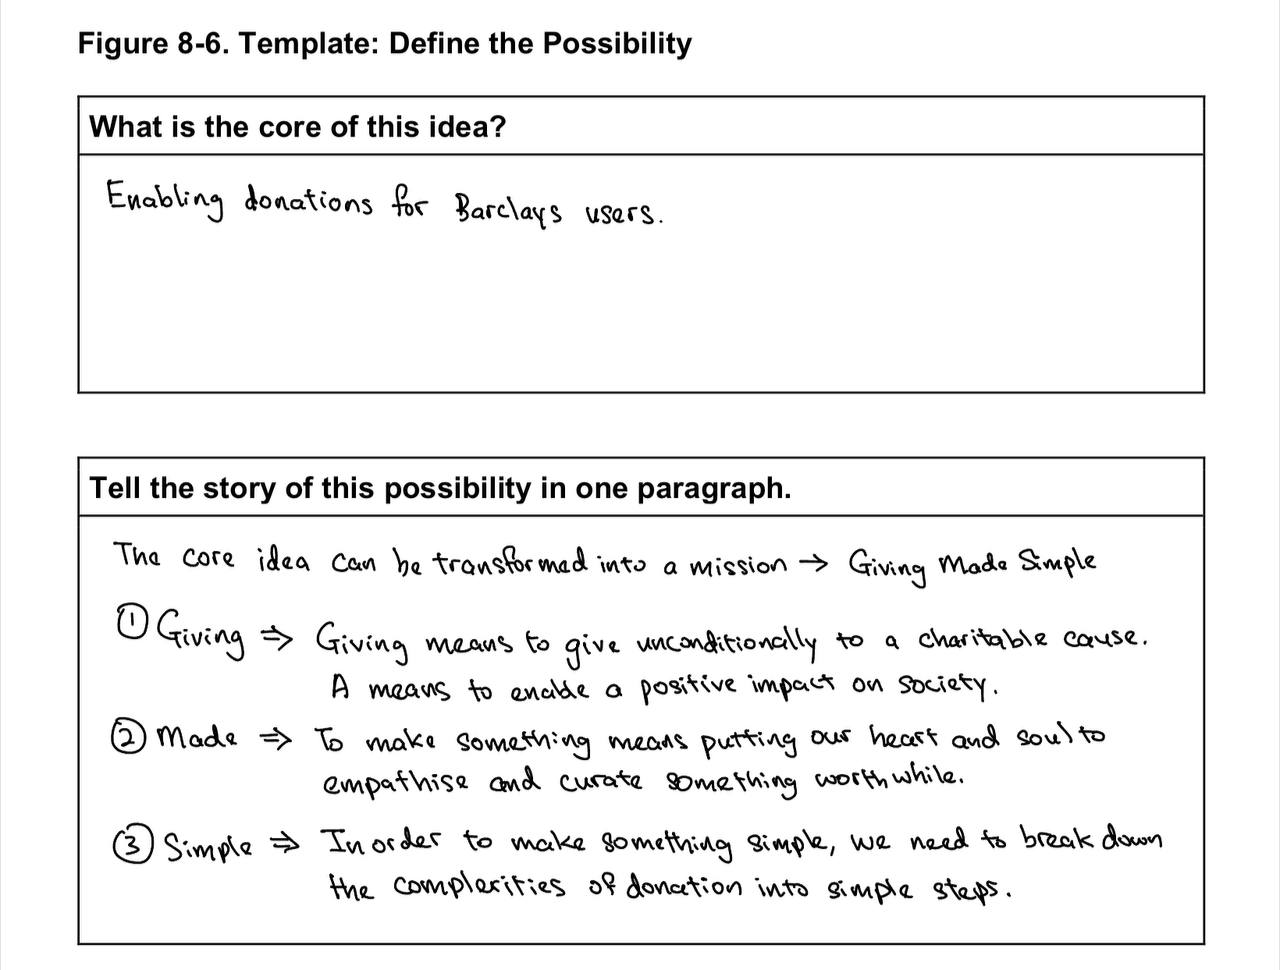 Figure 8-6. Template: Define the Possibility
What is the core of this idea?
Enabling donations for Barclays users.
Tell the story of this possibility in one paragraph.
The core idea can be transformed into a mission → Giving Made Simple
① Giving ⇒ Giving means to give unconditionally to a charitable cause.
A means to enable a positive impact on society.
② Made ⇒ To make something means putting our heart and soul to
empathise and curate something worthwhile.
③ Simple ⇒ In order to make something simple, we need to break down
the complexities of donation into simple steps.